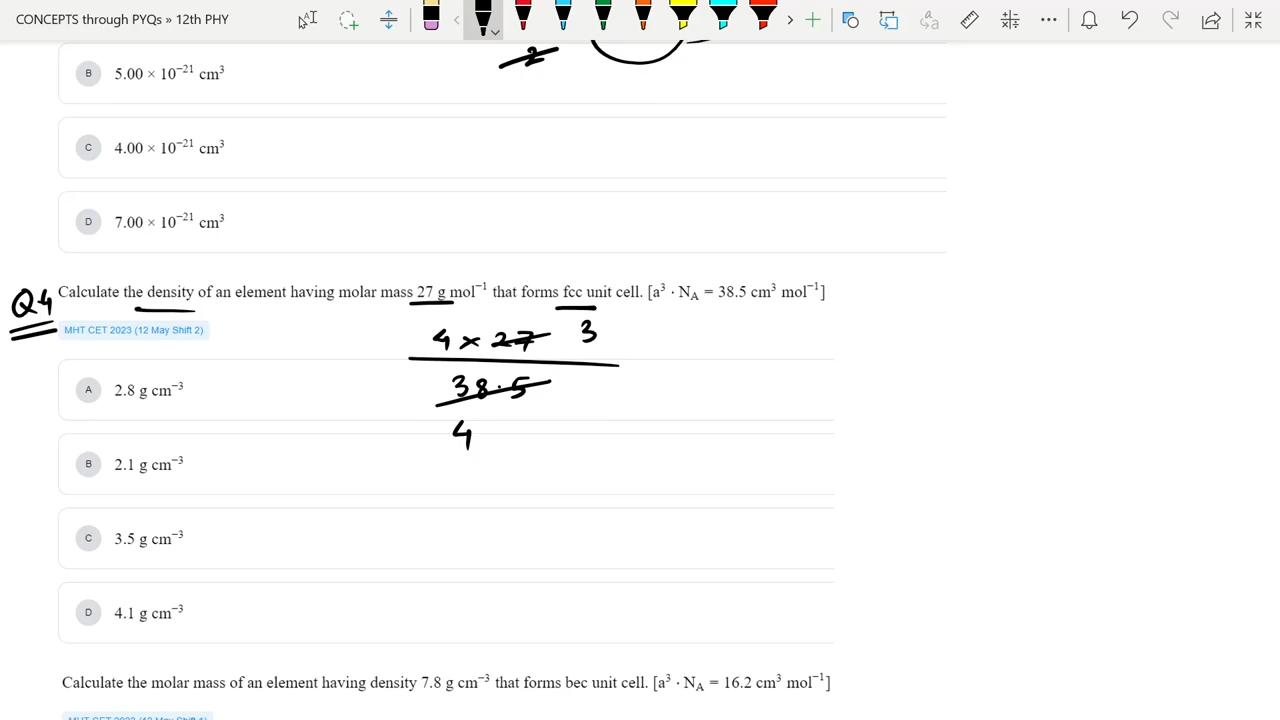 CONCEPTS through PYQs » 12th PHY
2
B 5.00 × 10⁻²¹ cm³
C 4.00 × 10⁻²¹ cm³
D 7.00 × 10⁻²¹ cm³
Q4 Calculate the density of an element having molar mass 27 g mol⁻¹ that forms fcc unit cell. [a³ · N_A = 38.5 cm³ mol⁻¹]
MHT CET 2023 (12 May Shift 2)
4 × 27 3
38.5
4
A 2.8 g cm⁻³
B 2.1 g cm⁻³
C 3.5 g cm⁻³
D 4.1 g cm⁻³
Calculate the molar mass of an element having density 7.8 g cm⁻³ that forms bec unit cell. [a³ · N_A = 16.2 cm³ mol⁻¹]